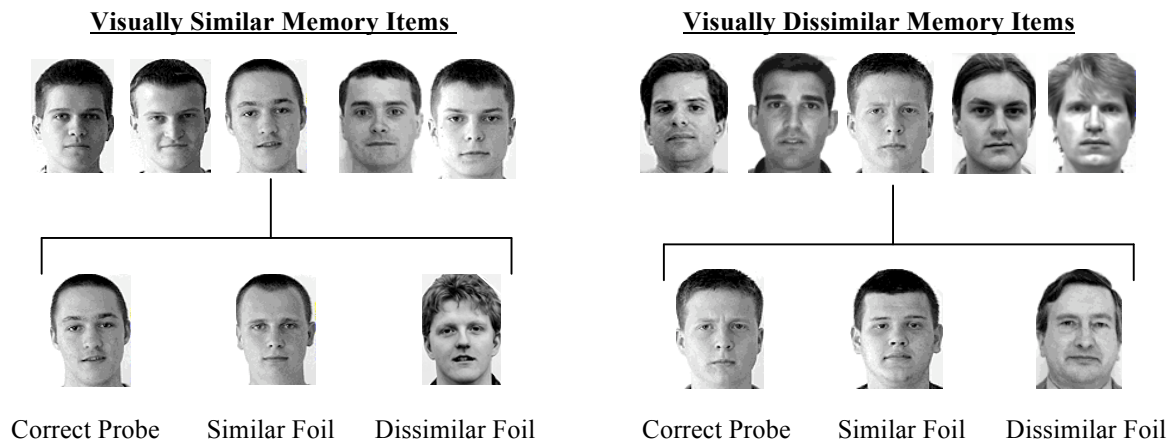 Visually Similar Memory Items
Visually Dissimilar Memory Items
Correct Probe
Similar Foil
Dissimilar Foil
Correct Probe
Similar Foil
Dissimilar Foil